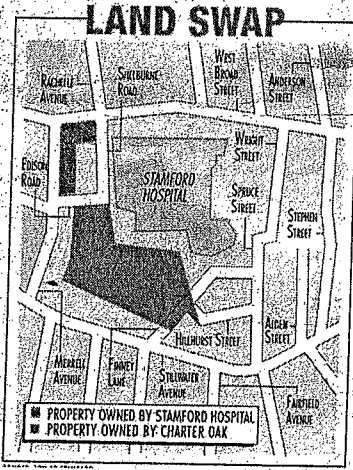 LAND SWAP
RACHELLE
AVENUE
SHELBURNE
ROAD
WEST
BROAD
STREET
ANDERSON
STREET
WRIGHT
STREET
EDISON
ROAD
STAMFORD
HOSPITAL
SPRUCE
STREET
STEPHEN
STREET
MERRELL
AVENUE
FINNEY
LANE
HILLHURST STREET
STILLWATER
AVENUE
AIDEN
STREET
FAIRFIELD
AVENUE
PROPERTY OWNED BY STAMFORD HOSPITAL
PROPERTY OWNED BY CHARTER OAK